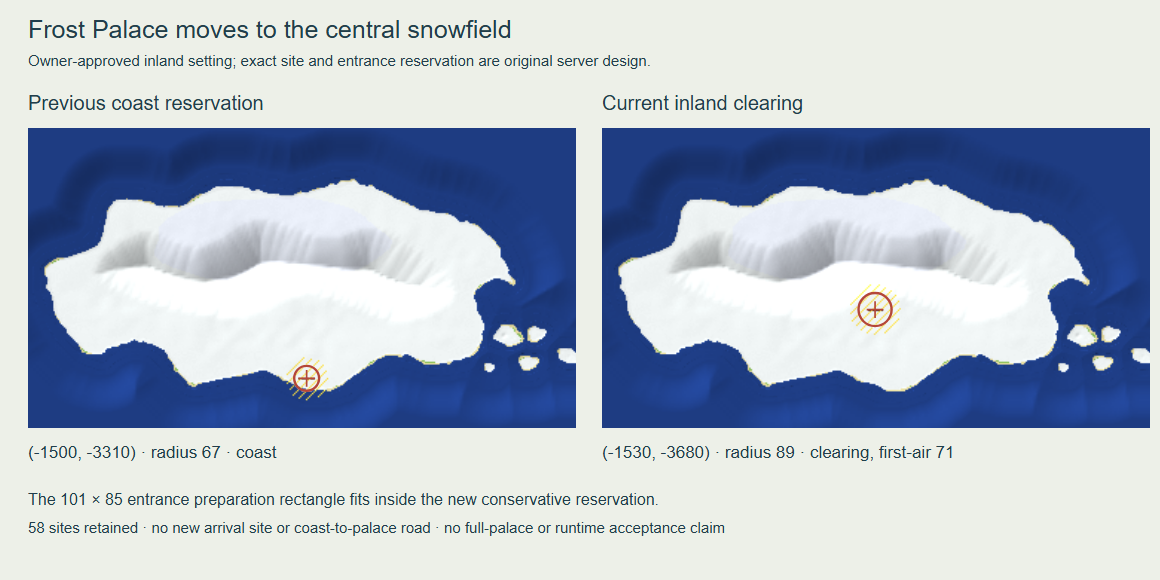 Frost Palace moves to the central snowfield
Owner-approved inland setting; exact site and entrance reservation are original server design.
Previous coast reservation
Current inland clearing
(-1500, -3310) · radius 67 · coast
(-1530, -3680) · radius 89 · clearing, first-air 71
The 101 × 85 entrance preparation rectangle fits inside the new conservative reservation.
58 sites retained · no new arrival site or coast-to-palace road · no full-palace or runtime acceptance claim